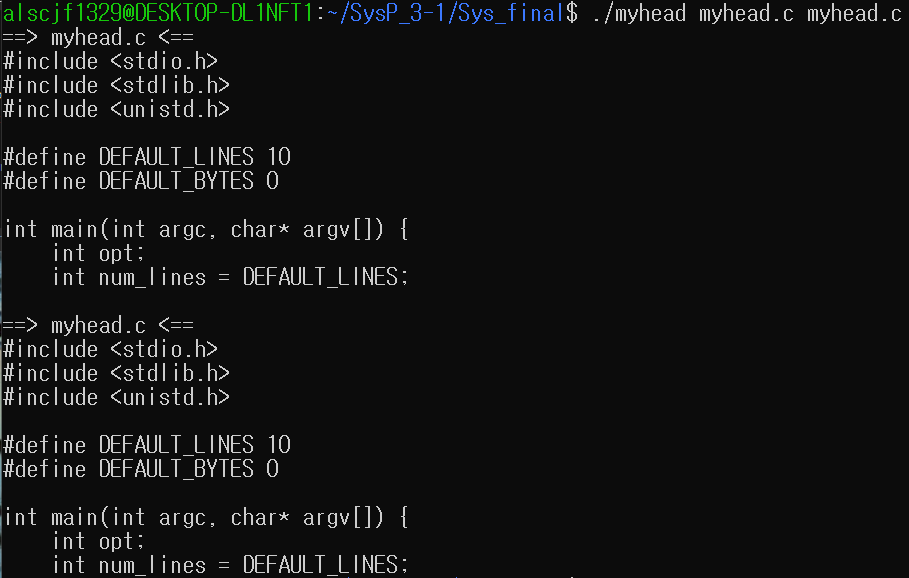 alscjf1329@DESKTOP-DL1NFT1:~/SysP_3-1/Sys_final$ ./myhead myhead.c myhead.c
==> myhead.c <==
#include <stdio.h>
#include <stdlib.h>
#include <unistd.h>

#define DEFAULT_LINES 10
#define DEFAULT_BYTES 0

int main(int argc, char* argv[]) {
    int opt;
    int num_lines = DEFAULT_LINES;

==> myhead.c <==
#include <stdio.h>
#include <stdlib.h>
#include <unistd.h>

#define DEFAULT_LINES 10
#define DEFAULT_BYTES 0

int main(int argc, char* argv[]) {
    int opt;
    int num_lines = DEFAULT_LINES;